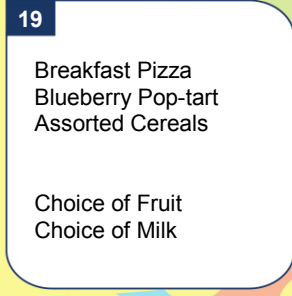 19
Breakfast Pizza
Blueberry Pop-tart
Assorted Cereals
Choice of Fruit
Choice of Milk